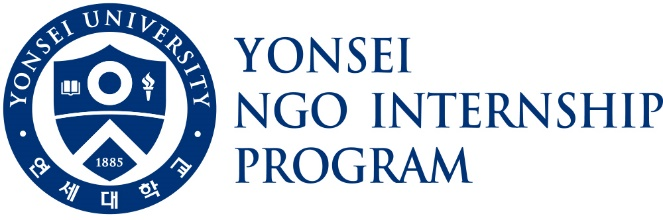 YONSEI UNIVERSITY
1885
연세대학교
YONSEI
NGO INTERNSHIP
PROGRAM